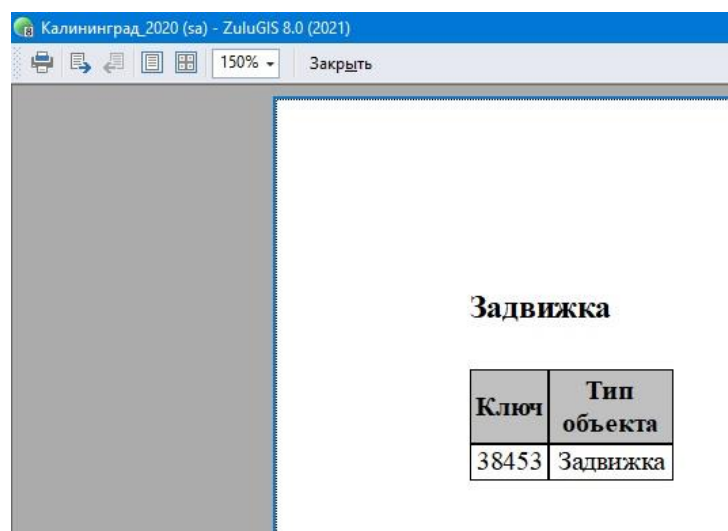 Калининград_2020 (sa) - ZuluGIS 8.0 (2021)
150% Закрыть
Задвижка
Ключ Тип объекта
38453 Задвижка